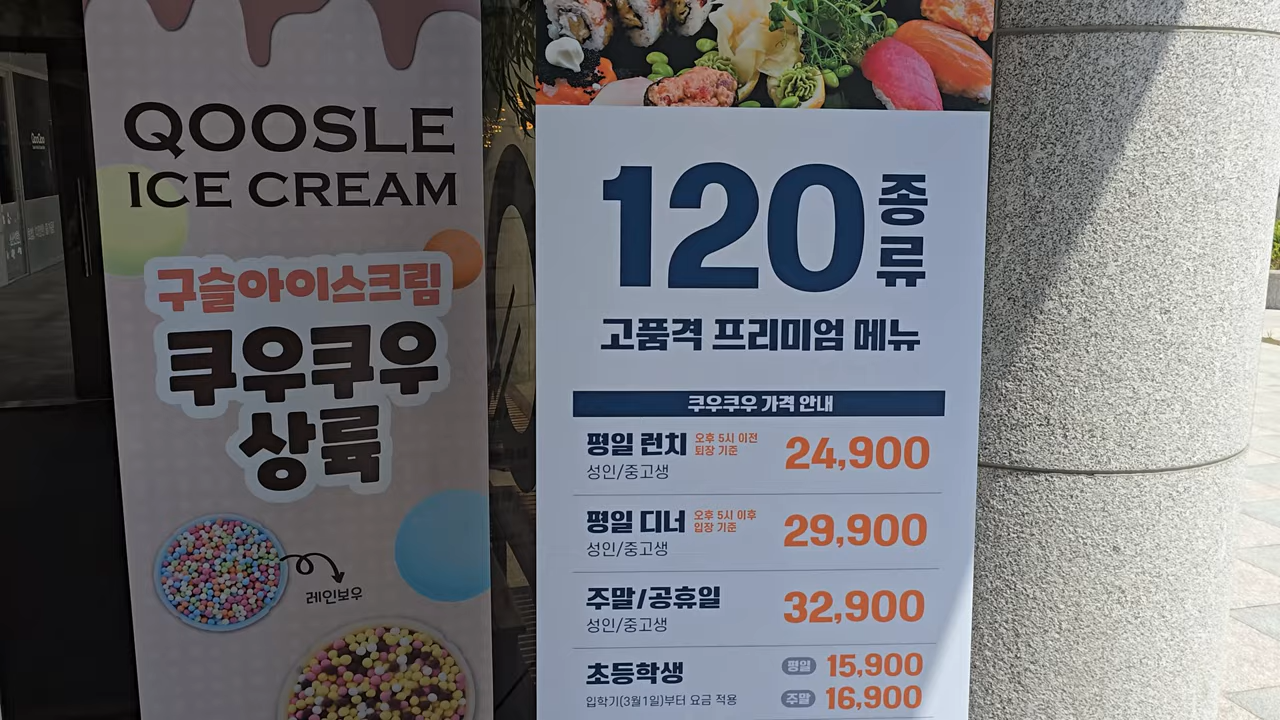 QOOSLE
ICE CREAM
구슬아이스크림
쿠우쿠우
상륙
레인보우
120종류
고품격 프리미엄 메뉴
쿠우쿠우 가격 안내
평일 런치 오후 5시 이전 퇴장 기준 24,900
성인/중고생
평일 디너 오후 5시 이후 입장 기준 29,900
성인/중고생
주말/공휴일 32,900
성인/중고생
초등학생 평일 15,900
입학기(3월1일)부터 요금 적용 주말 16,900